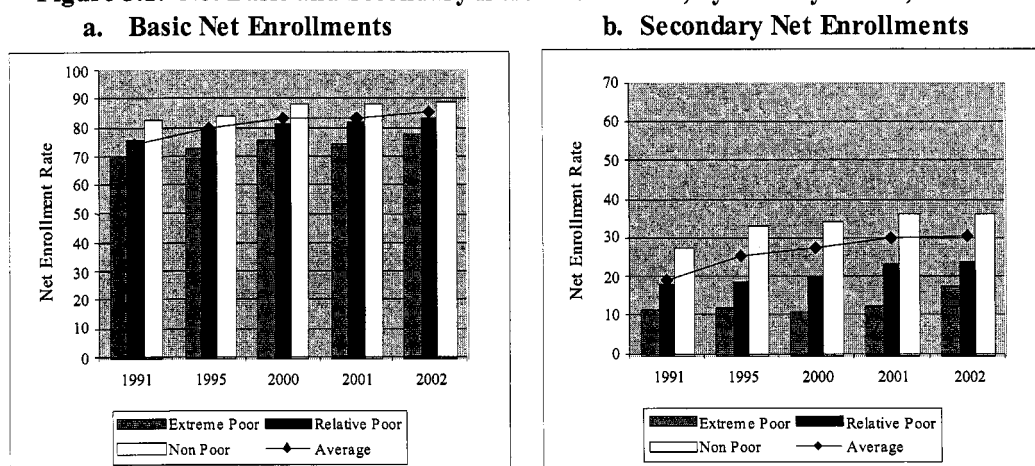 a. Basic Net Enrollments
100
90
80
70
60
50
40
30
20
10
0
Net Enrollment Rate
1991 1995 2000 2001 2002
Extreme Poor Relative Poor
Non Poor Average
b. Secondary Net Enrollments
70
60
50
40
30
20
10
0
Net Enrollment Rate
1991 1995 2000 2001 2002
Extreme Poor Relative Poor
Non Poor Average